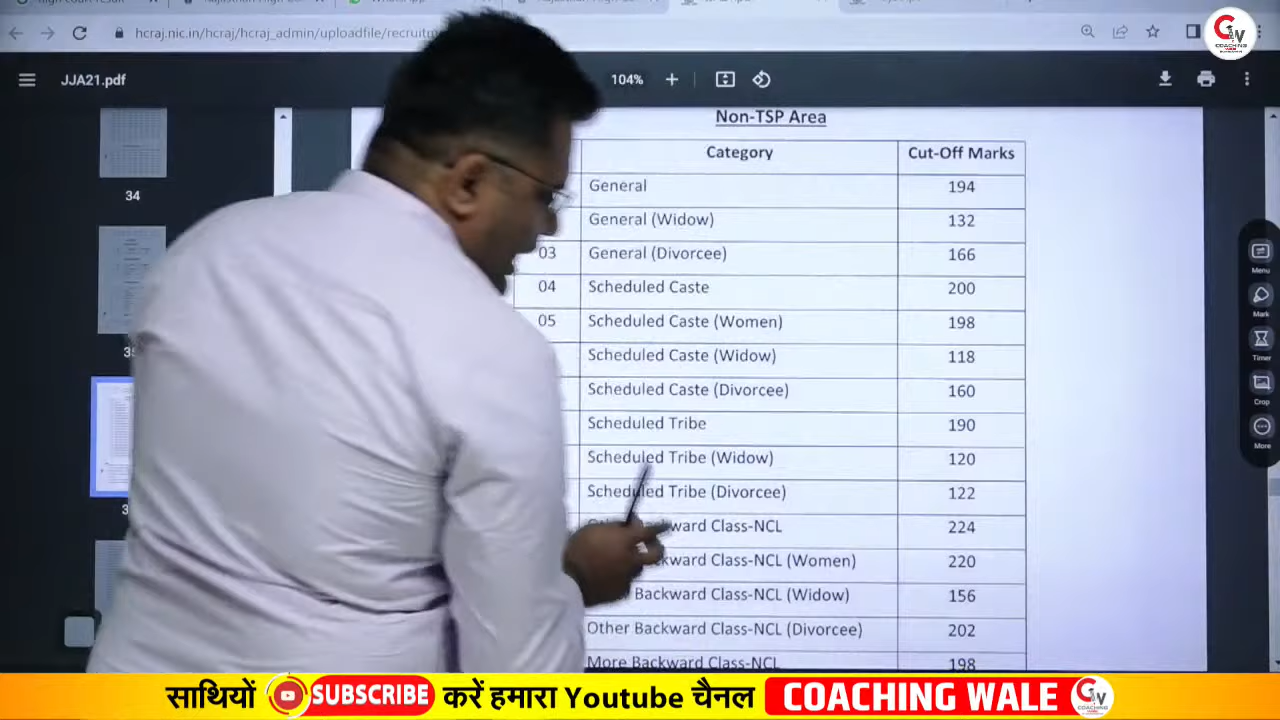 hcraj.nic.in/hcraj/hcraj_admin/uploadfile/recruitm
JJA21.pdf
104%
34
Non-TSP Area
Category Cut-Off Marks
General 194
General (Widow) 132
03 General (Divorcee) 166
04 Scheduled Caste 200
05 Scheduled Caste (Women) 198
Scheduled Caste (Widow) 118
Scheduled Caste (Divorcee) 160
Scheduled Tribe 190
Scheduled Tribe (Widow) 120
Scheduled Tribe (Divorcee) 122
Class-NCL 224
Class-NCL (Women) 220
Backward Class-NCL (Widow) 156
Other Backward Class-NCL (Divorcee) 202
More Backward Class-NCL 198
Menu
Mark
Timer
Crop
More
COACHING
साथियों SUBSCRIBE करें हमारा Youtube चैनल COACHING WALE